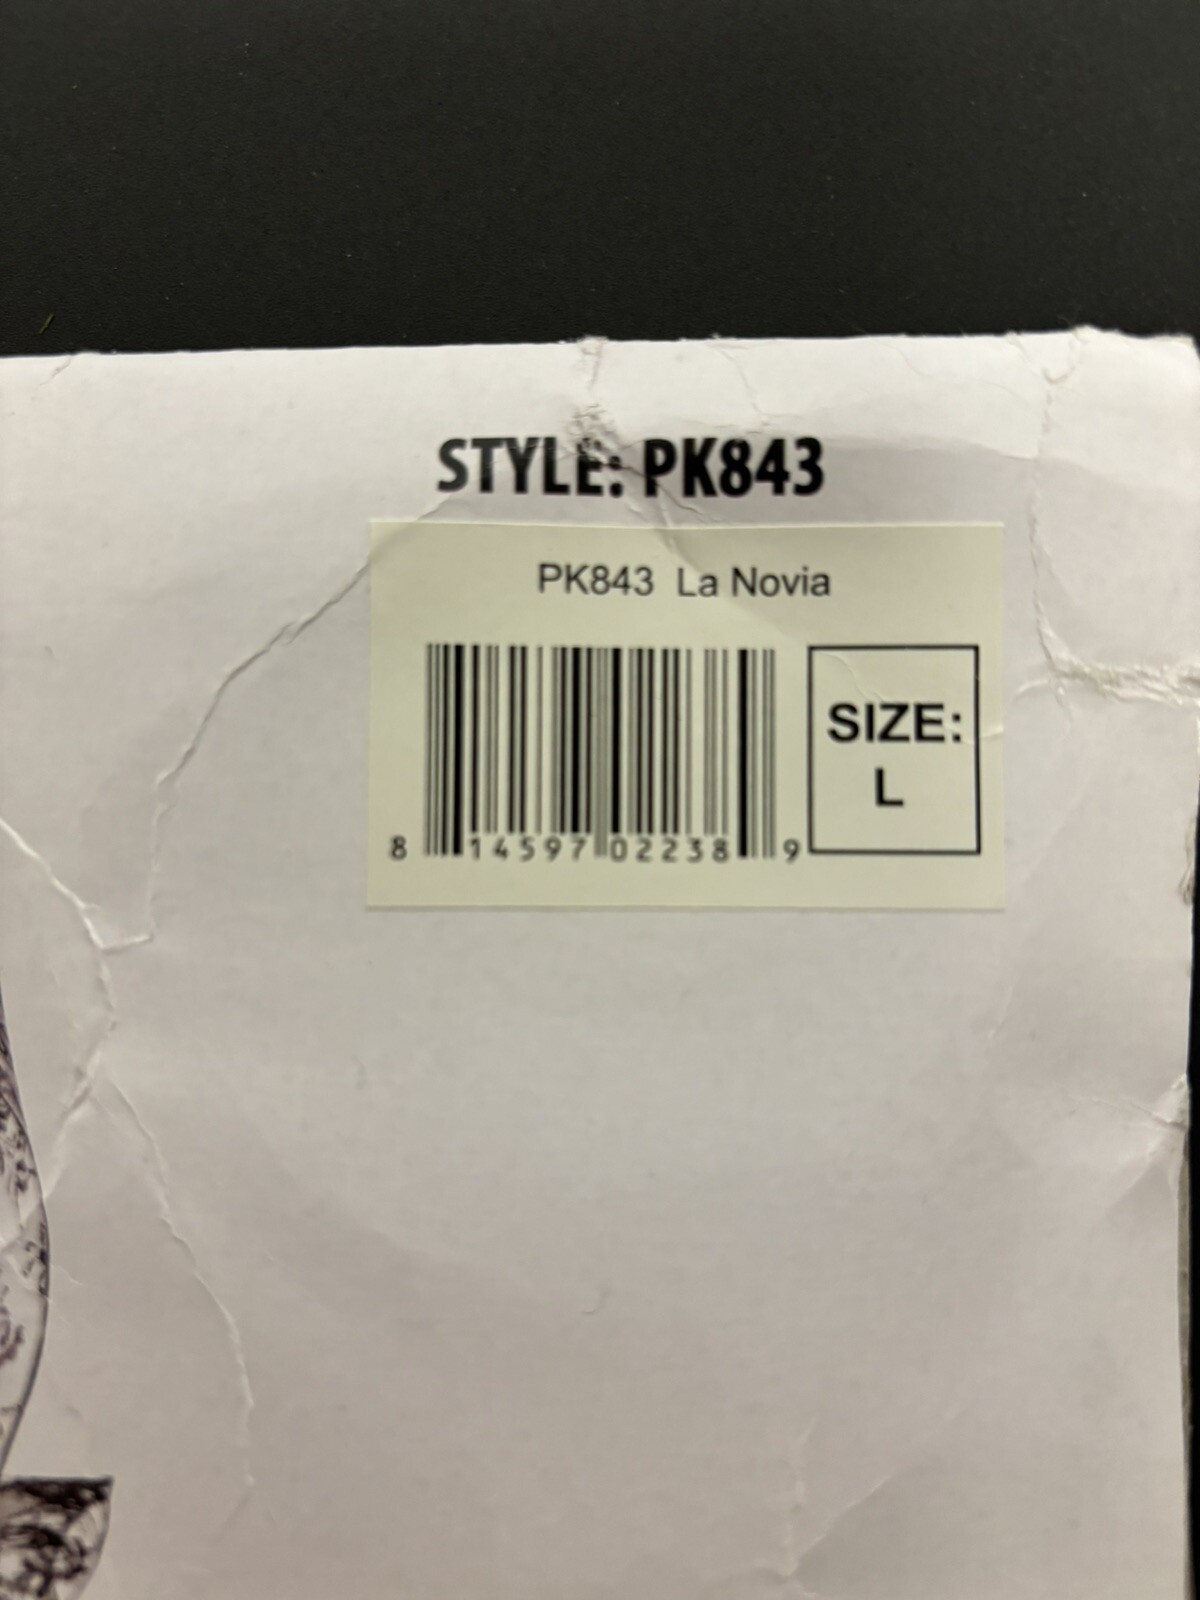 STYLE: PK843
PK843 La Novia
SIZE:
L
8 14597 02238 9